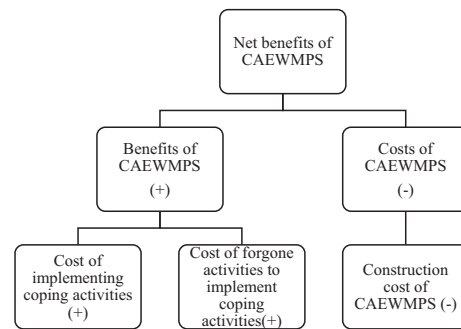 Net benefits of
CAEWMPS
Benefits of
CAEWMPS
(+)
Costs of
CAEWMPS
(-)
Cost of
implementing
coping activities
(+)
Cost of forgone
activities to
implement
coping
activities(+)
Construction
cost of
CAEWMPS (-)